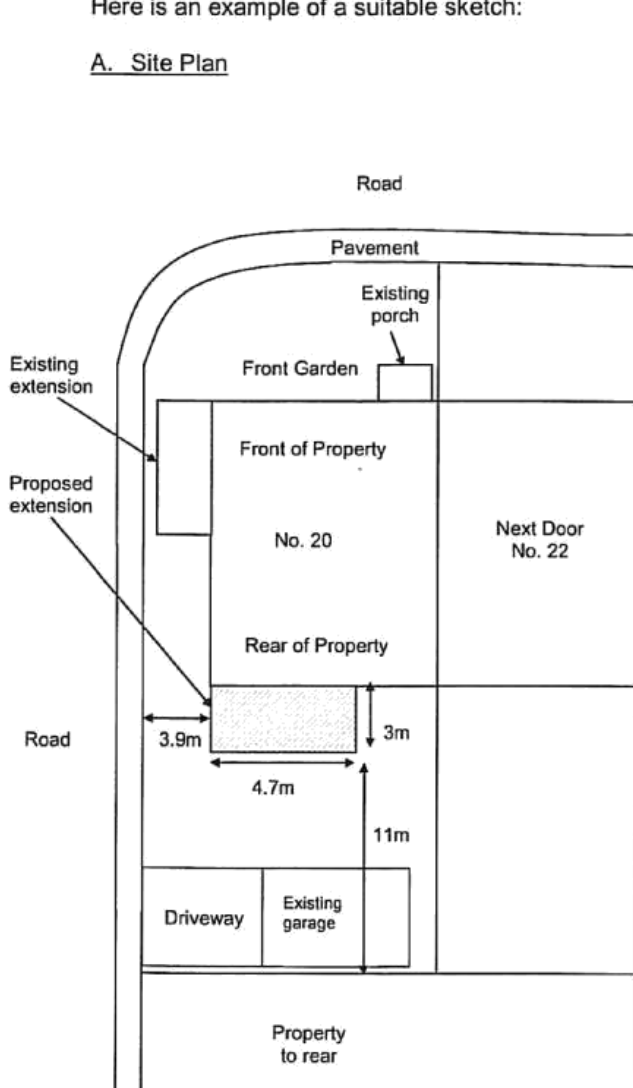 Here is an example of a suitable sketch:
A. Site Plan
Road
Pavement
Existing
porch
Front Garden
Existing
extension
Front of Property
Proposed
extension
No. 20
Next Door
No. 22
Rear of Property
Road
3.9m
3m
4.7m
11m
Driveway
Existing
garage
Property
to rear